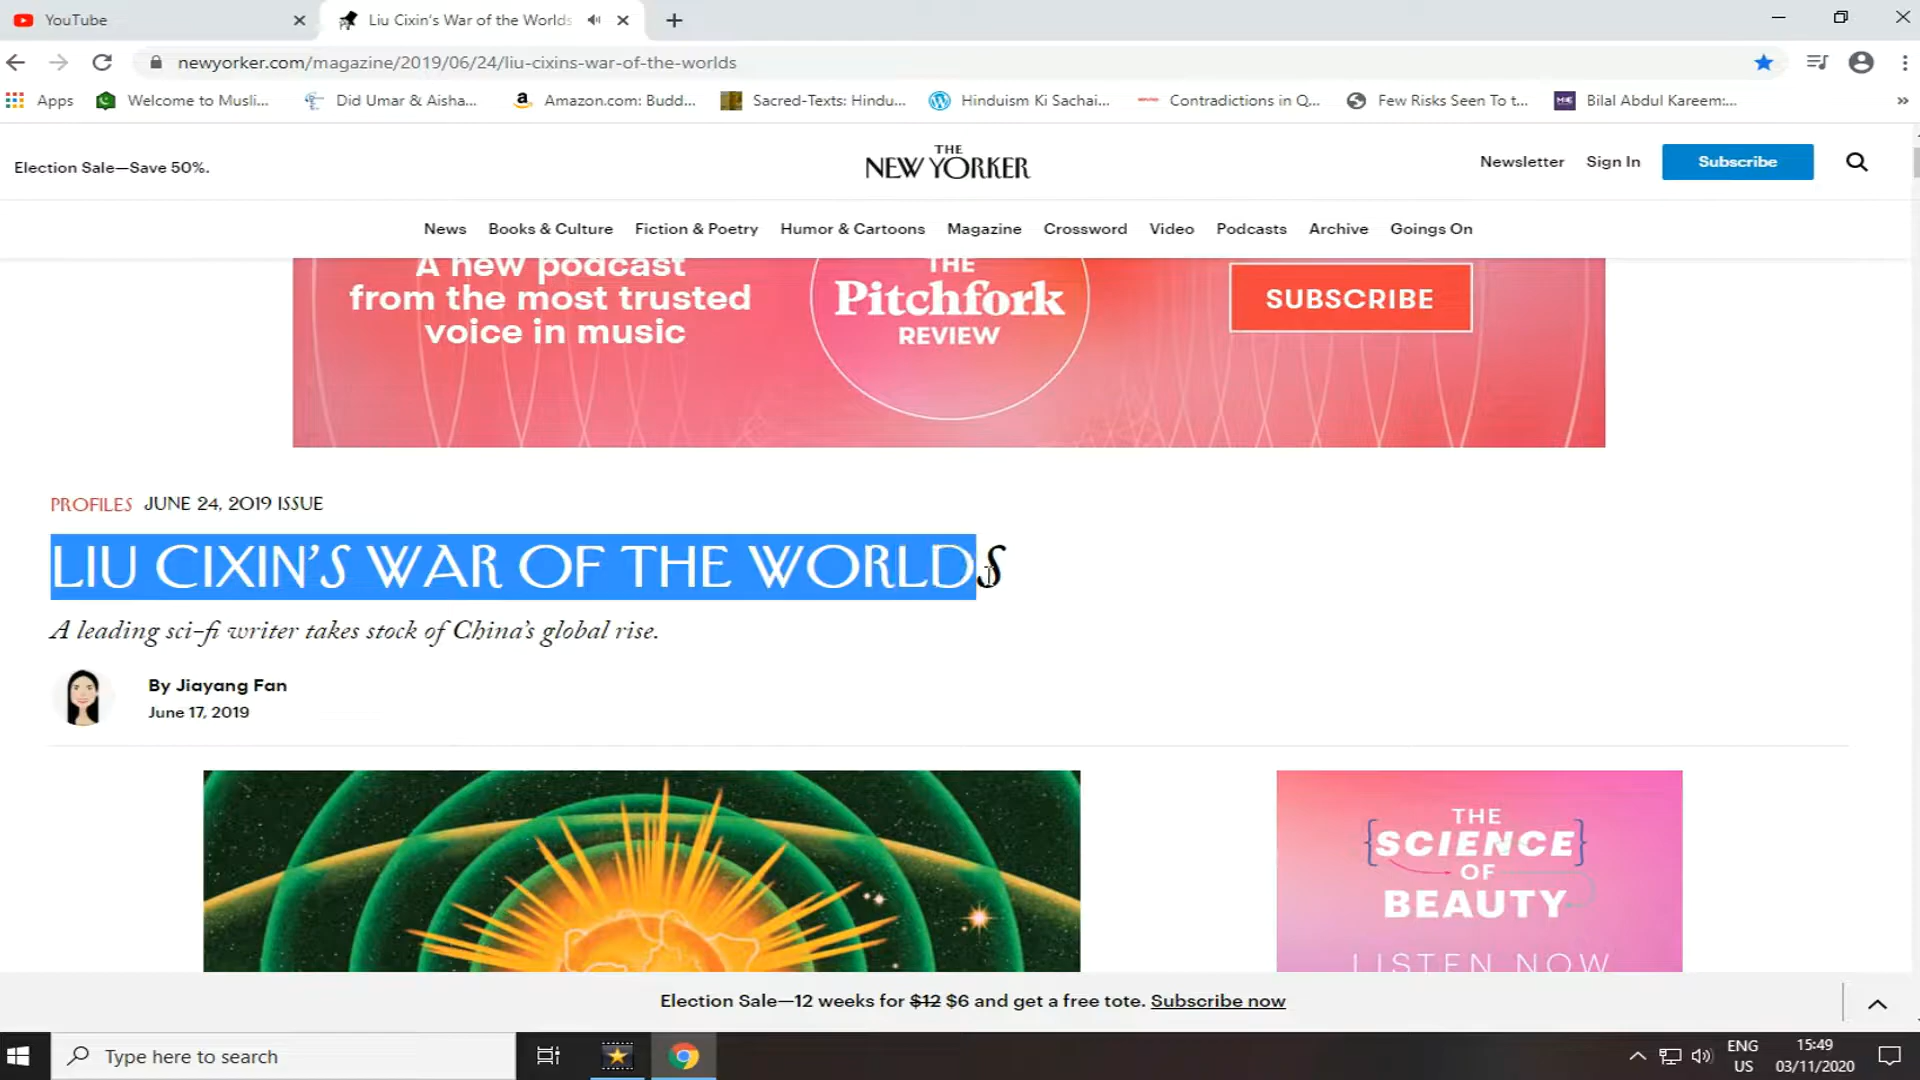 YouTube
Liu Cixin's War of the Worlds
newyorker.com/magazine/2019/06/24/liu-cixins-war-of-the-worlds
Apps Welcome to Musli... Did Umar & Aisha... Amazon.com: Budd... Sacred-Texts: Hindu... Hinduism Ki Sachai... Contradictions in Q... Few Risks Seen To t... Bilal Abdul Kareem:... »
Election Sale—Save 50%.
THE
NEW YORKER
Newsletter Sign In Subscribe
News Books & Culture Fiction & Poetry Humor & Cartoons Magazine Crossword Video Podcasts Archive Goings On
A new podcast
from the most trusted
voice in music
THE
Pitchfork
REVIEW
SUBSCRIBE
PROFILES JUNE 24, 2019 ISSUE
LIU CIXIN'S WAR OF THE WORLDS
A leading sci-fi writer takes stock of China's global rise.
By Jiayang Fan
June 17, 2019
THE
{SCIENCE}
OF
BEAUTY
LISTEN NOW
Election Sale—12 weeks for $12 $6 and get a free tote. Subscribe now
Type here to search
ENG
US
15:49
03/11/2020